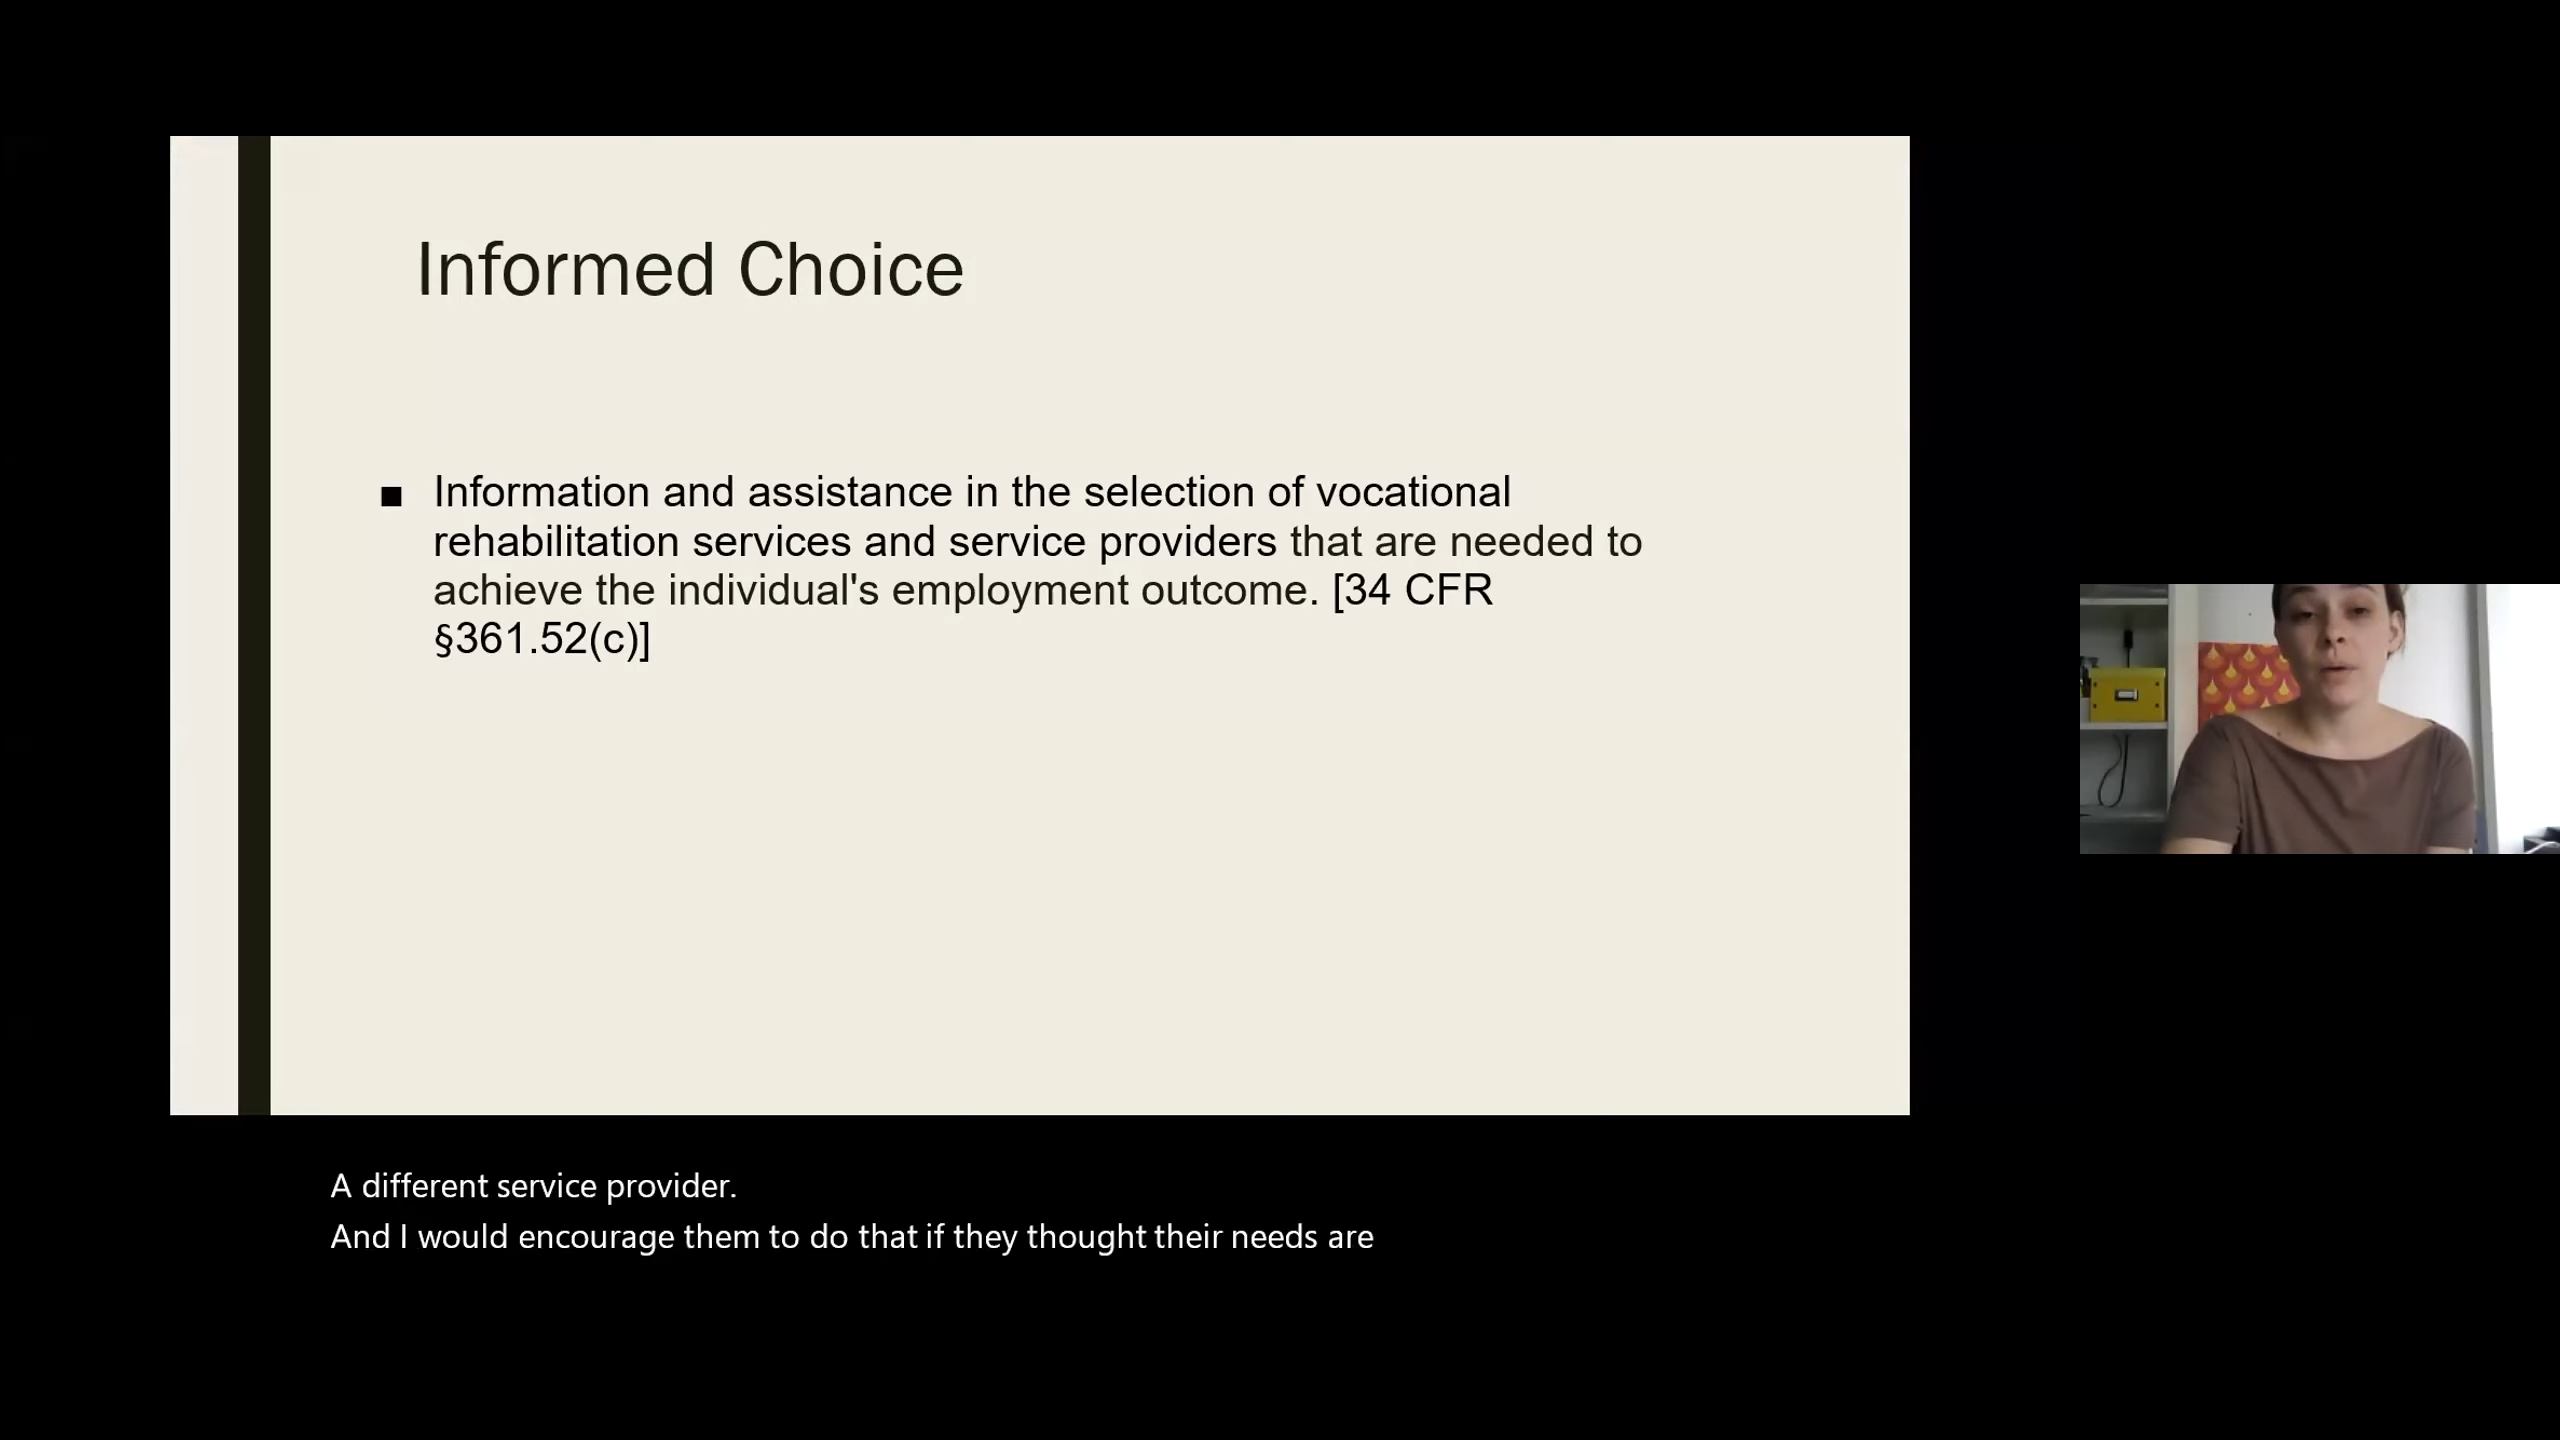 Informed Choice
■ Information and assistance in the selection of vocational
rehabilitation services and service providers that are needed to
achieve the individual's employment outcome. [34 CFR
§361.52(c)]
A different service provider.
And I would encourage them to do that if they thought their needs are